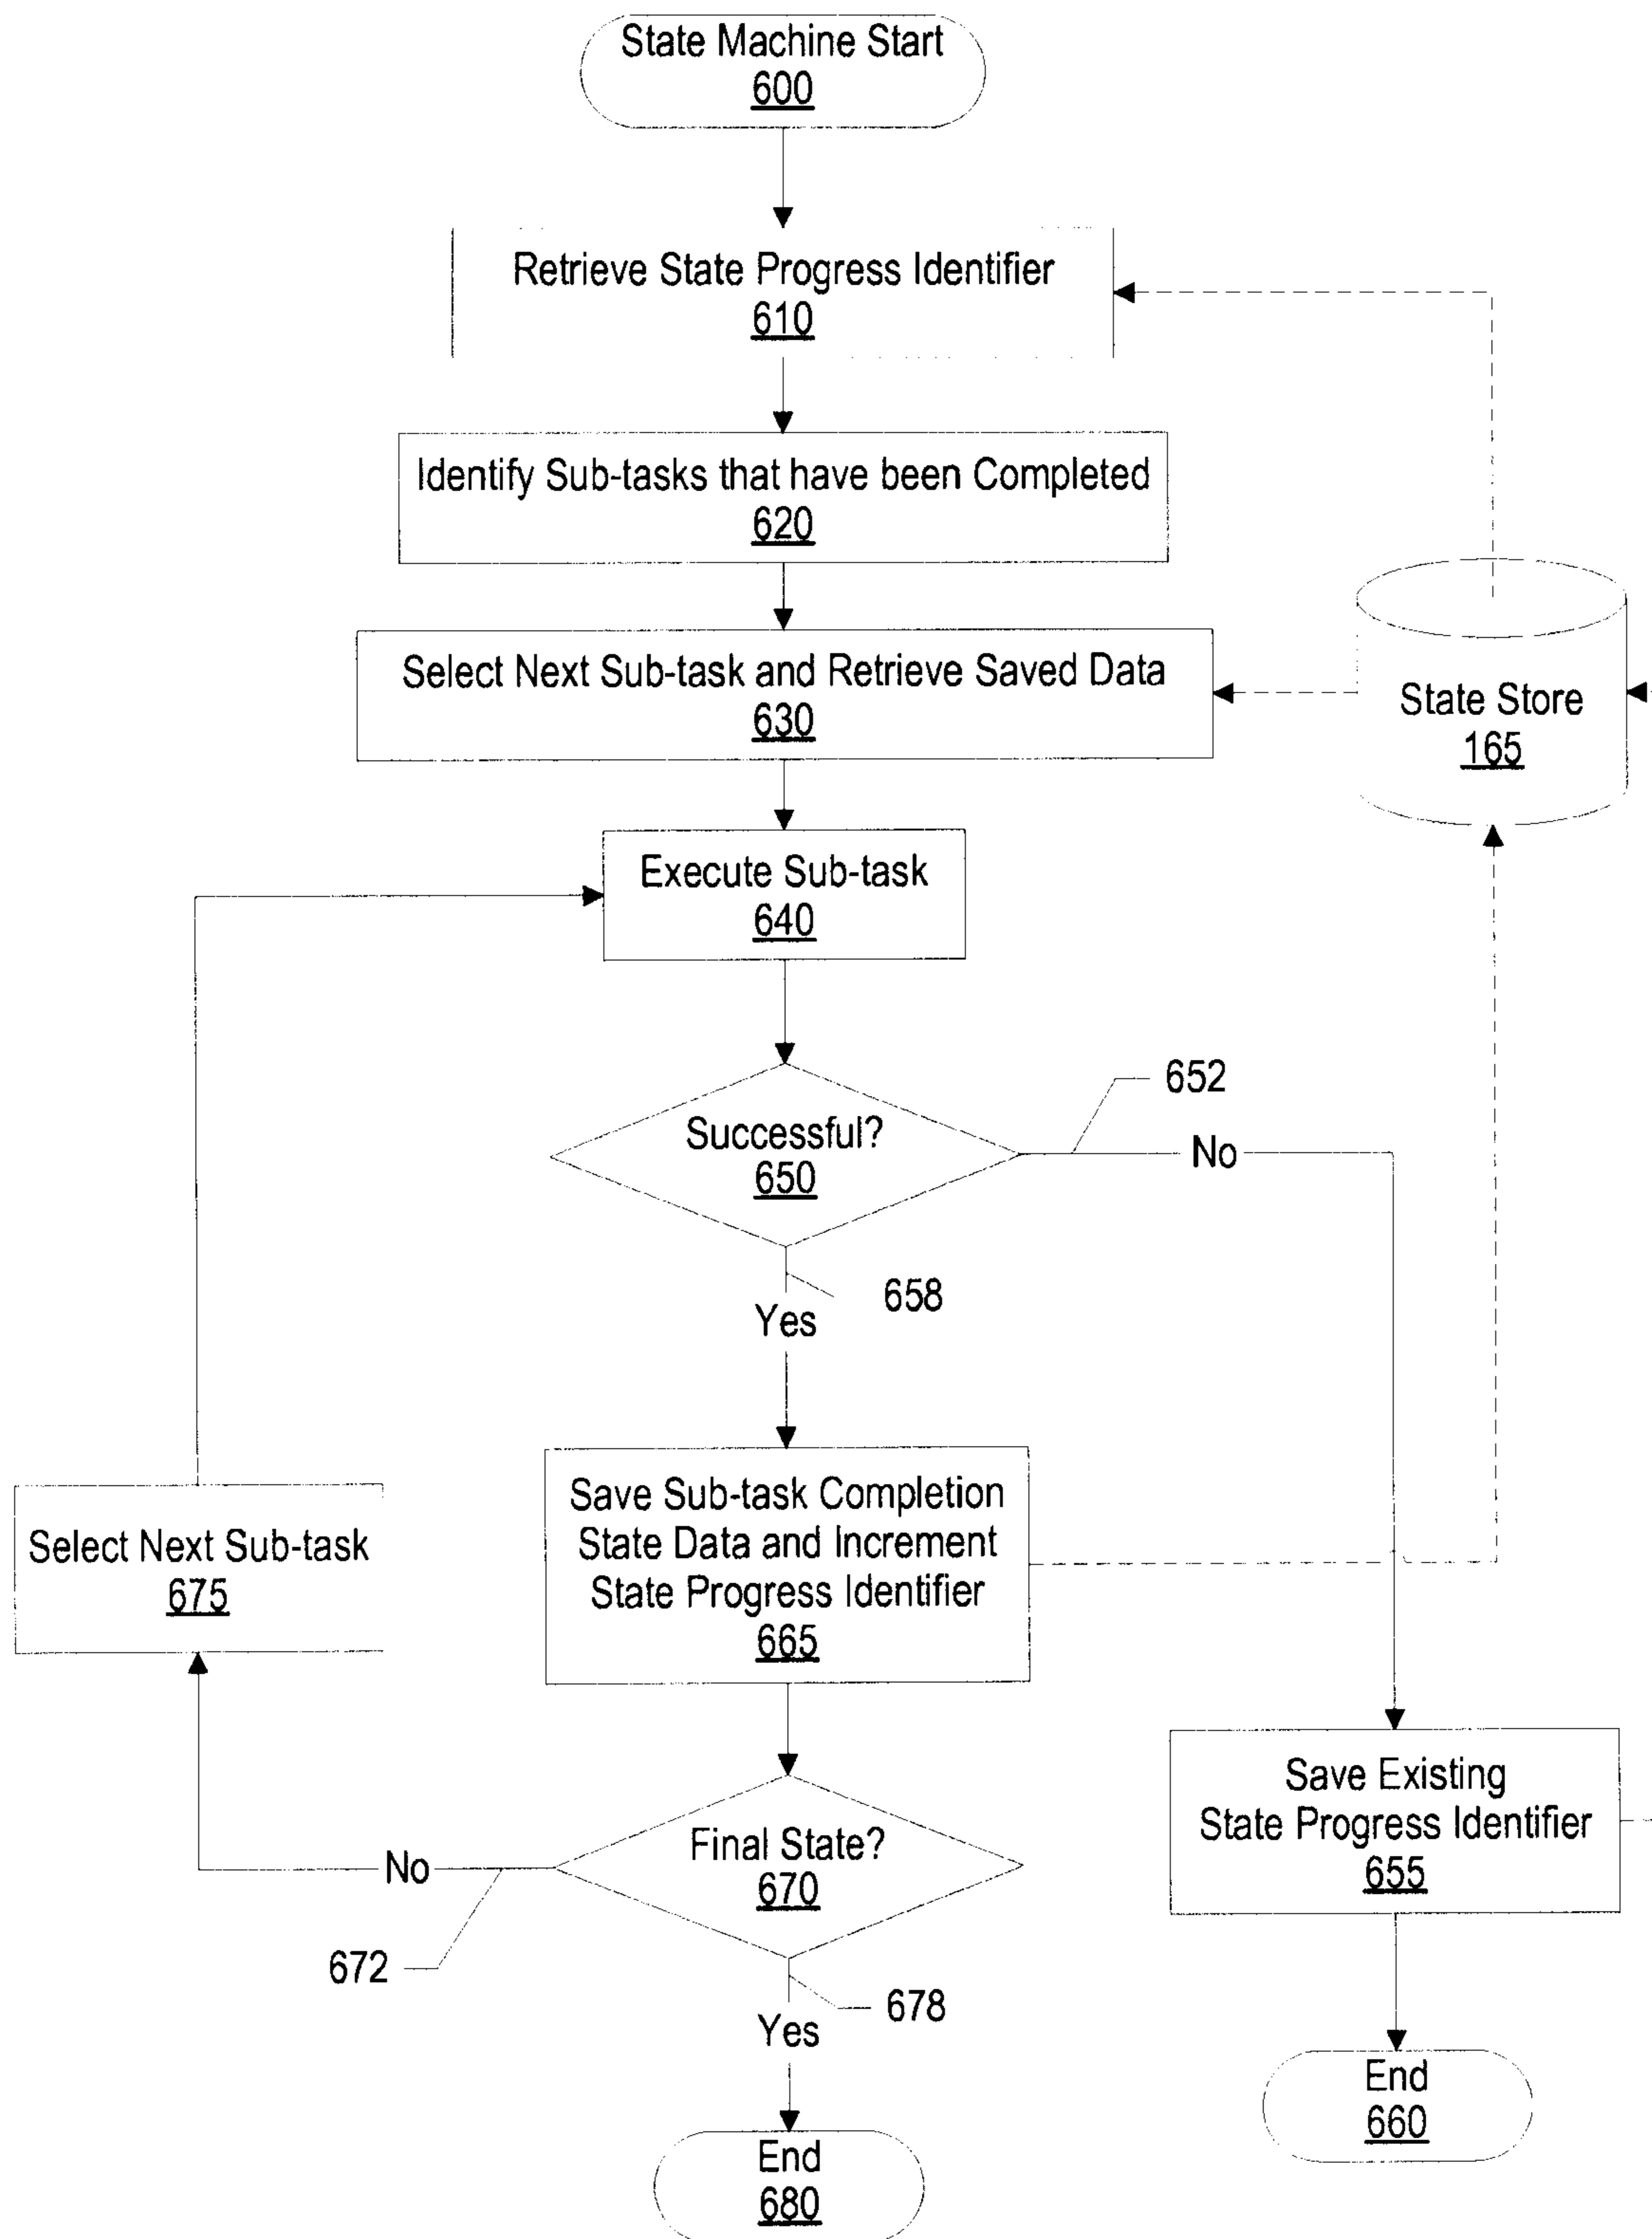 State Machine Start
600
Retrieve State Progress Identifier
610
Identify Sub-tasks that have been Completed
620
Select Next Sub-task and Retrieve Saved Data
630
State Store
165
Execute Sub-task
640
652
Successful?
650
No
658
Yes
Save Sub-task Completion
State Data and Increment
State Progress Identifier
665
Select Next Sub-task
675
Save Existing
State Progress Identifier
655
Final State?
670
No
672
678
Yes
End
660
End
680